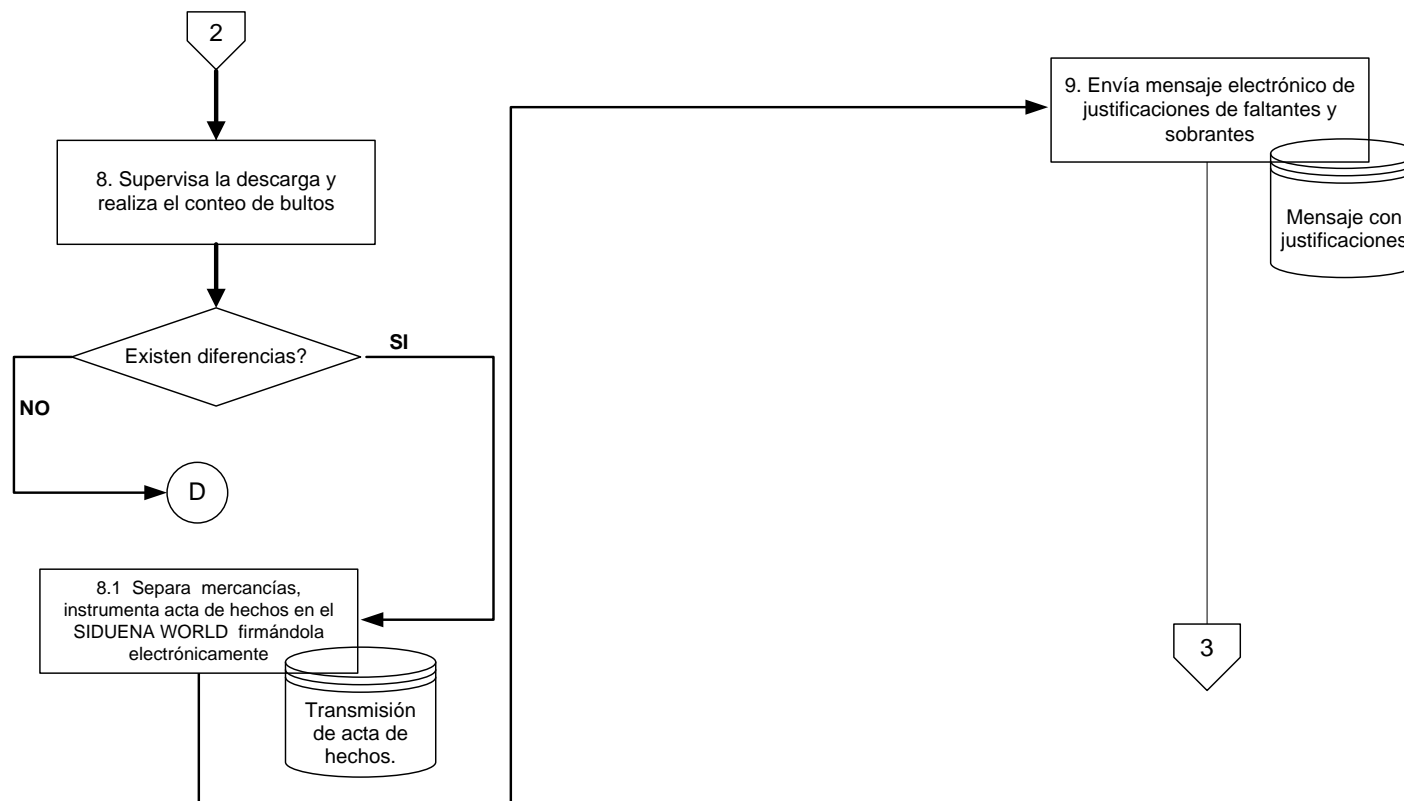 2
8. Supervisa la descarga y
realiza el conteo de bultos
Existen diferencias?
SI
NO
D
8.1 Separa mercancías,
instrumenta acta de hechos en el
SIDUENA WORLD firmándola
electrónicamente
Transmisión
de acta de
hechos.
9. Envía mensaje electrónico de
justificaciones de faltantes y
sobrantes
Mensaje con
justificaciones
3